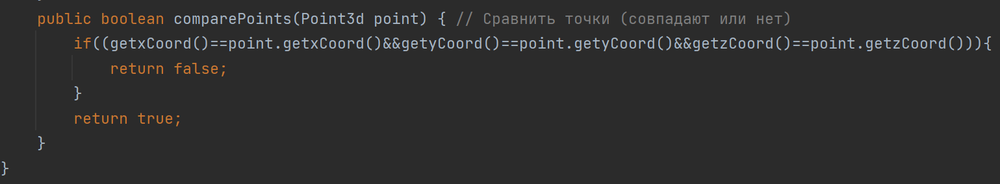 public boolean comparePoints(Point3d point) { // Сравнить точки (совпадают или нет)
if((getxCoord()==point.getxCoord()&&getyCoord()==point.getyCoord()&&getzCoord()==point.getzCoord())){
return false;
}
return true;
}
}